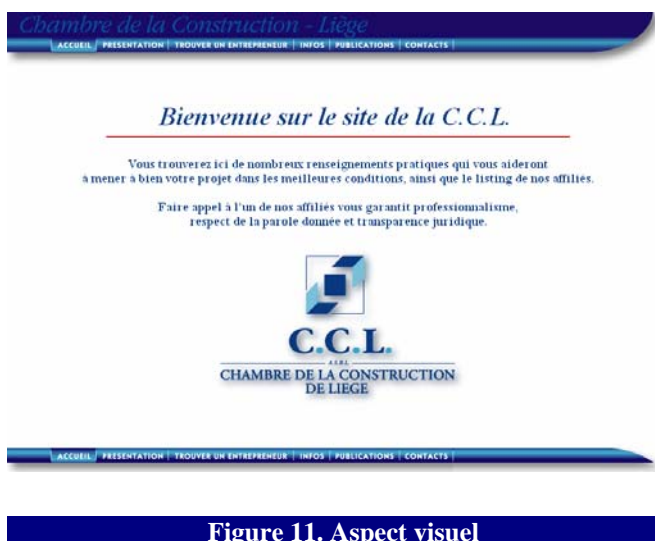 Chambre de la Construction - Liège
ACCUEIL PRESENTATION TROUVER UN ENTREPRENEUR INFOS PUBLICATIONS CONTACTS
Bienvenue sur le site de la C.C.L.
Vous trouverez ici de nombreux renseignements pratiques qui vous aideront
à mener à bien votre projet dans les meilleures conditions, ainsi que le listing de nos affiliés.
Faire appel à l'un de nos affiliés vous garantit professionnalisme,
respect de la parole donnée et transparence juridique.
C.C.L.
ASBL
CHAMBRE DE LA CONSTRUCTION
DE LIEGE
ACCUEIL PRESENTATION TROUVER UN ENTREPRENEUR INFOS PUBLICATIONS CONTACTS
Figure 11. Aspect visuel